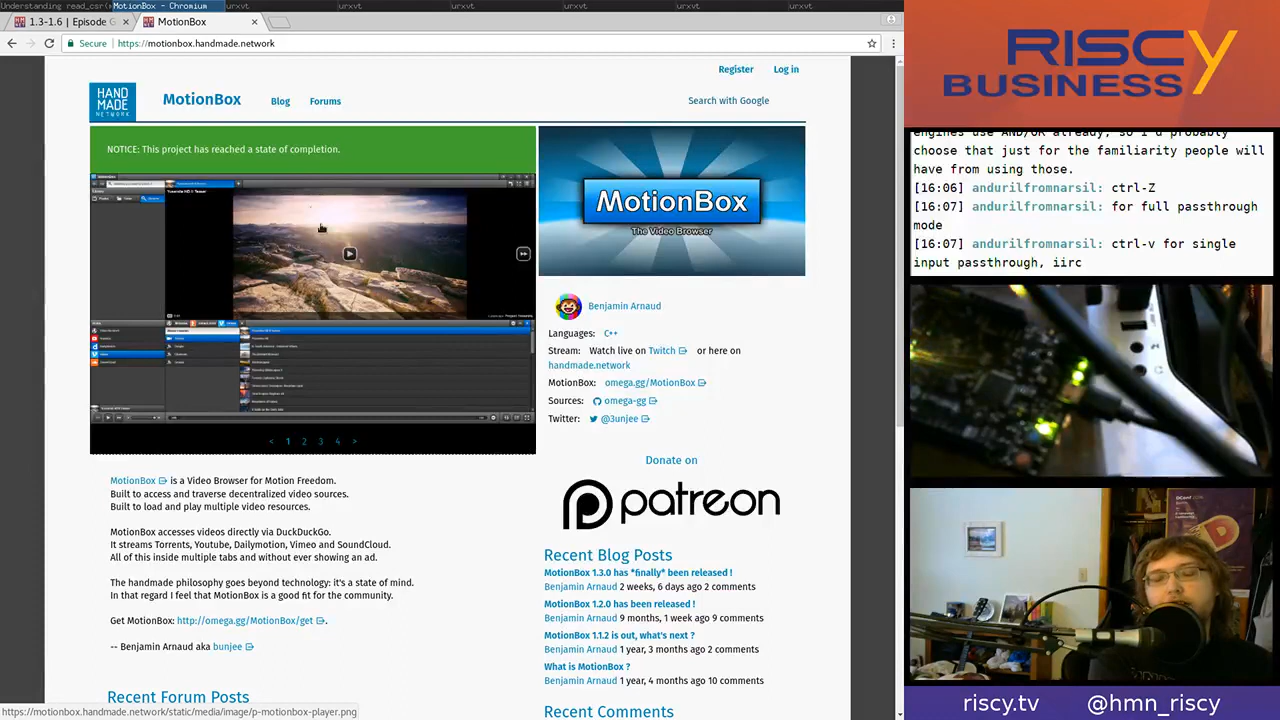 Understanding read_csr(
MotionBox - Chromium
urxvt
urxvt
urxvt
urxvt
urxvt
urxvt
1.3-1.6 | Episode G
MotionBox
Secure
https://motionbox.handmade.network
Register
Log in
HAND
MADE
NETWORK
MotionBox
Blog
Forums
Search with Google
NOTICE: This project has reached a state of completion.
MotionBox
The Video Browser
< 1 2 3 4 >
Benjamin Arnaud
Languages: C++
Stream: Watch live on Twitch or here on
handmade.network
MotionBox: omega.gg/MotionBox
Sources: omega-gg
Twitter: @3unjee
Donate on
patreon
MotionBox is a Video Browser for Motion Freedom.
Built to access and traverse decentralized video sources.
Built to load and play multiple video resources.
MotionBox accesses videos directly via DuckDuckGo.
It streams Torrents, Youtube, Dailymotion, Vimeo and SoundCloud.
All of this inside multiple tabs and without ever showing an ad.
The handmade philosophy goes beyond technology: it's a state of mind.
In that regard I feel that MotionBox is a good fit for the community.
Get MotionBox: http://omega.gg/MotionBox/get.
-- Benjamin Arnaud aka bunjee
Recent Forum Posts
Recent Blog Posts
MotionBox 1.3.0 has *finally* been released !
Benjamin Arnaud 2 weeks, 6 days ago 2 comments
MotionBox 1.2.0 has been released !
Benjamin Arnaud 9 months, 1 week ago 9 comments
MotionBox 1.1.2 is out, what's next ?
Benjamin Arnaud 1 year, 3 months ago 2 comments
What is MotionBox ?
Benjamin Arnaud 1 year, 4 months ago 10 comments
Recent Comments
https://motionbox.handmade.network/static/media/image/p-motionbox-player.png
RISCY
BUSINESS
engines use AND/OR already, so i'd probably
choose that just for the familiarity people will
have from using those.
[16:06] andurilfromnarsil: ctrl-Z
[16:07] andurilfromnarsil: for full passthrough
mode
[16:07] andurilfromnarsil: ctrl-v for single
input passthrough, iirc
riscy.tv
@hmn_riscy